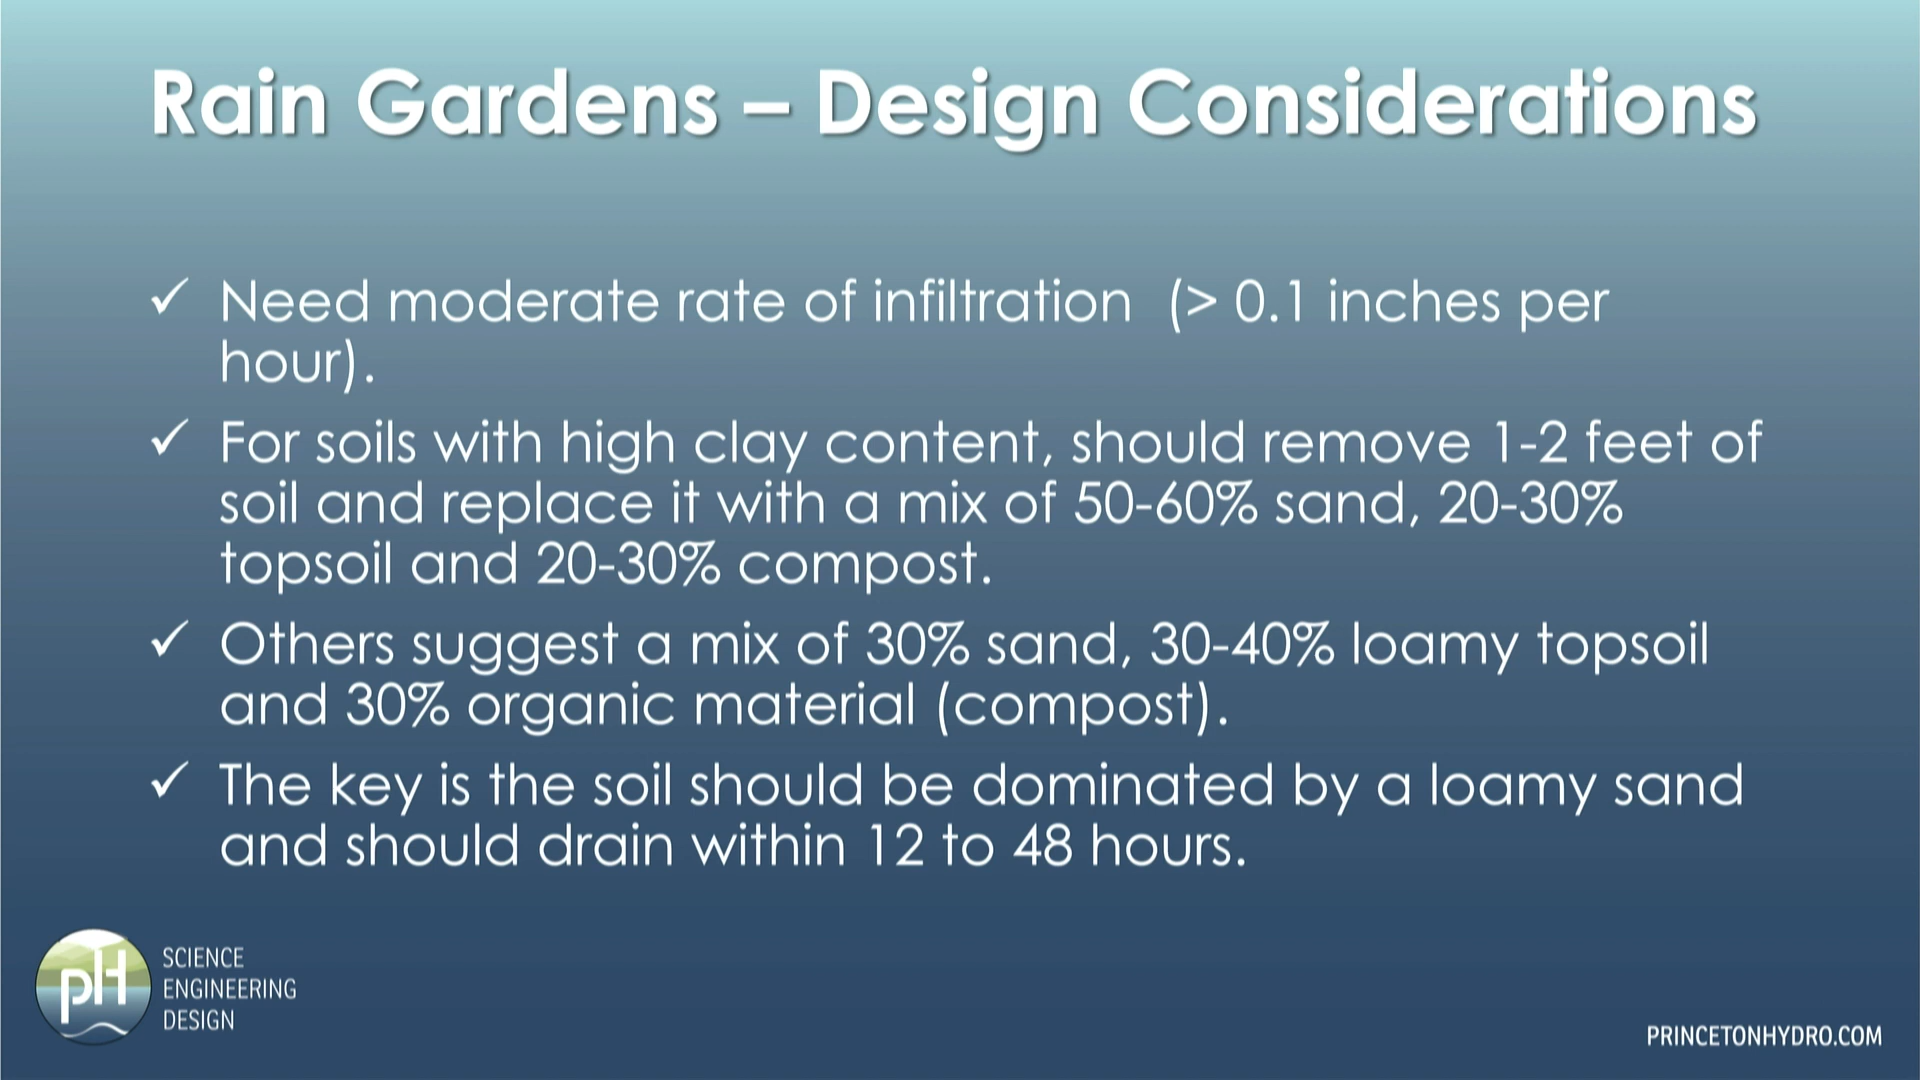 Rain Gardens – Design Considerations
✓ Need moderate rate of infiltration  (> 0.1 inches per
hour).
✓ For soils with high clay content, should remove 1-2 feet of
soil and replace it with a mix of 50-60% sand, 20-30%
topsoil and 20-30% compost.
✓ Others suggest a mix of 30% sand, 30-40% loamy topsoil
and 30% organic material (compost).
✓ The key is the soil should be dominated by a loamy sand
and should drain within 12 to 48 hours.
pH
SCIENCE
ENGINEERING
DESIGN
PRINCETONHYDRO.COM